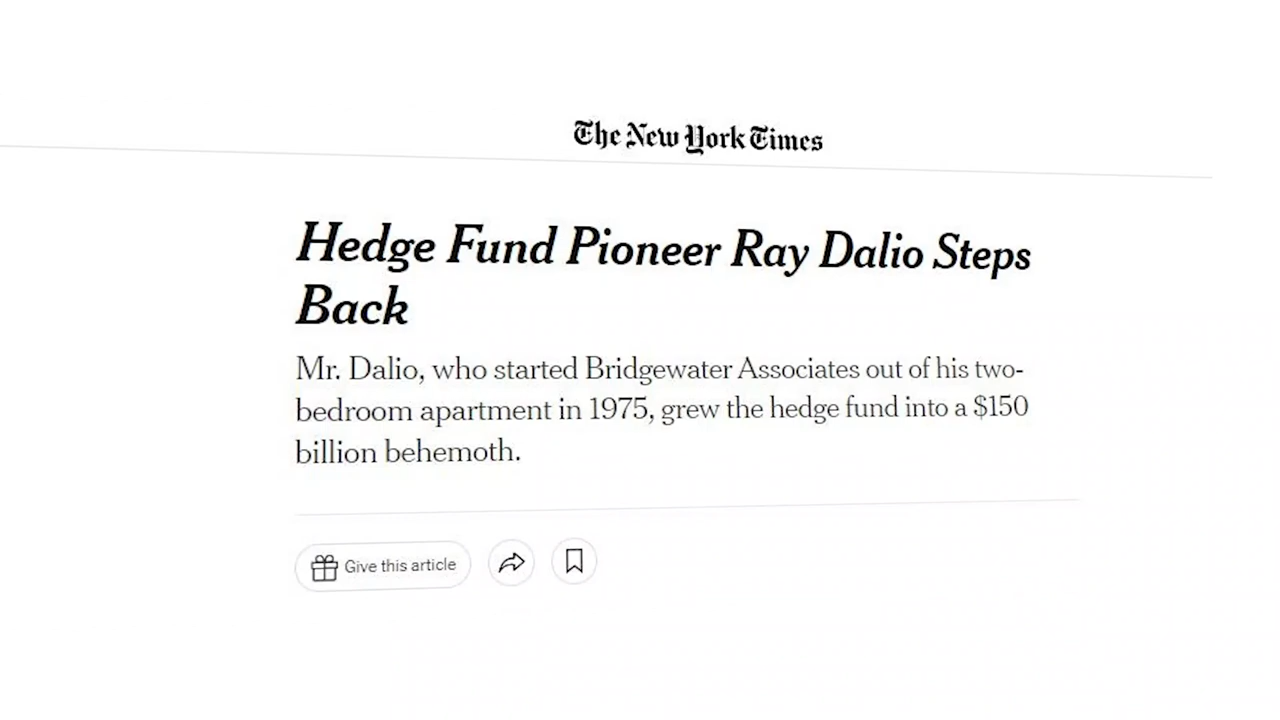 The New York Times
Hedge Fund Pioneer Ray Dalio Steps
Back
Mr. Dalio, who started Bridgewater Associates out of his two-
bedroom apartment in 1975, grew the hedge fund into a $150
billion behemoth.
Give this article